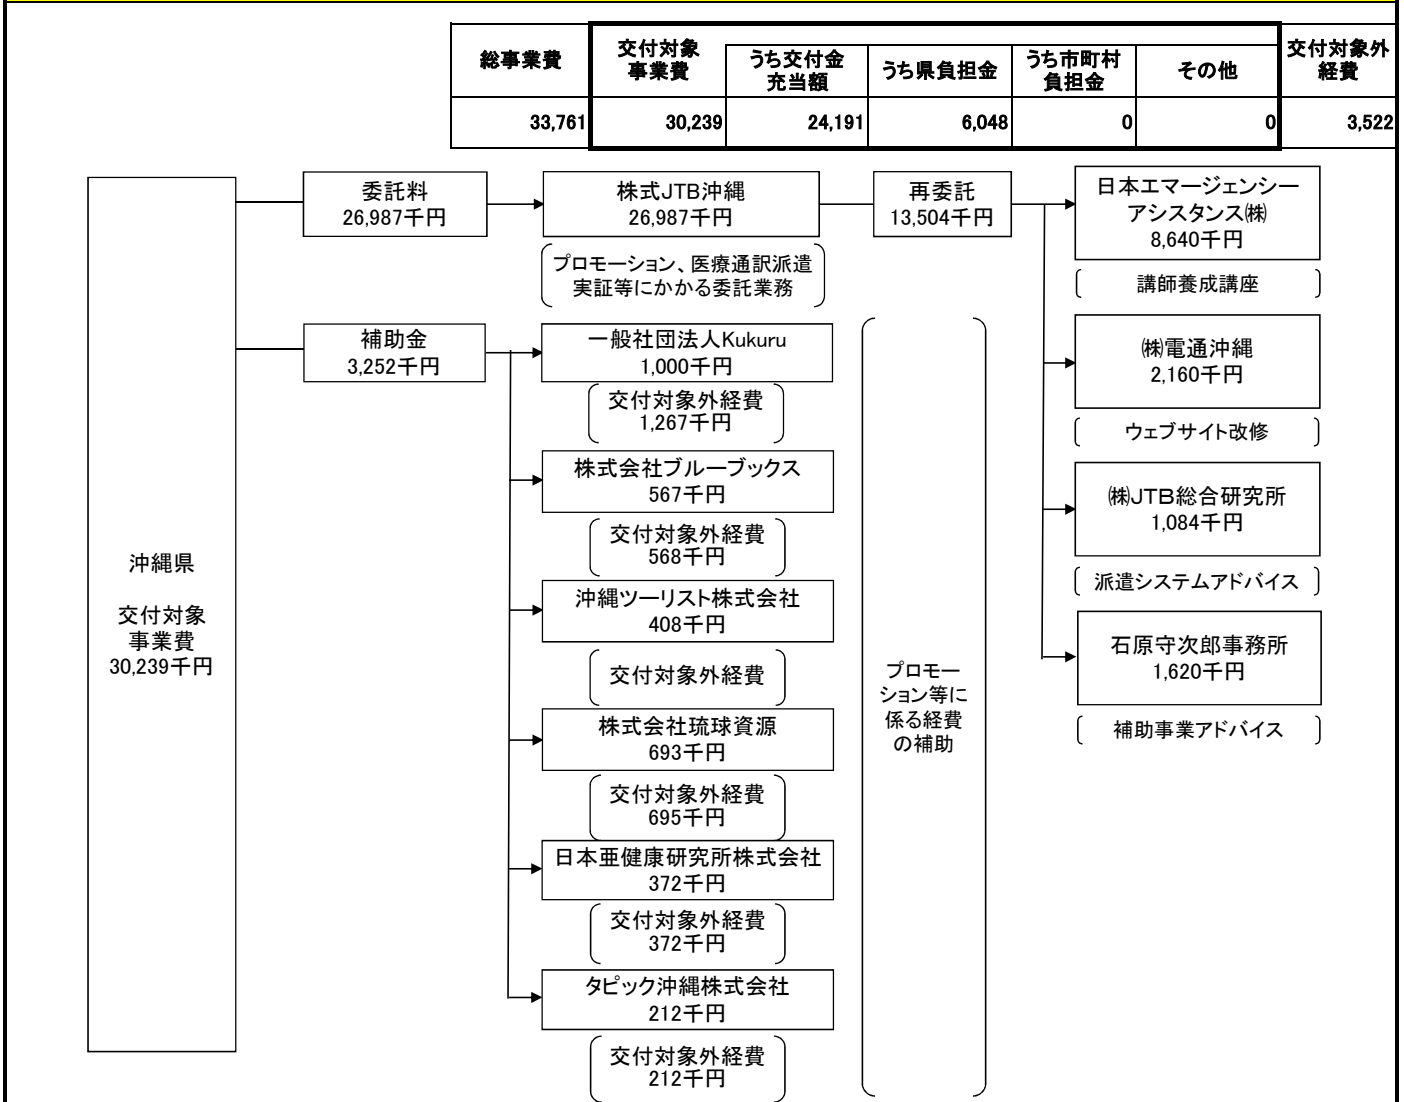 総事業費
交付対象
事業費
うち交付金
充当額
うち県負担金
うち市町村
負担金
その他
交付対象外
経費
33,761
30,239
24,191
6,048
0
0
3,522
沖縄県
交付対象
事業費
30,239千円
委託料
26,987千円
株式JTB沖縄
26,987千円
プロモーション、医療通訳派遣
実証等にかかる委託業務
再委託
13,504千円
日本エマージェンシー
アシスタンス㈱
8,640千円
講師養成講座
㈱電通沖縄
2,160千円
ウェブサイト改修
㈱JTB総合研究所
1,084千円
派遣システムアドバイス
石原守次郎事務所
1,620千円
補助事業アドバイス
補助金
3,252千円
一般社団法人Kukuru
1,000千円
交付対象外経費
1,267千円
株式会社ブルーブックス
567千円
交付対象外経費
568千円
沖縄ツーリスト株式会社
408千円
交付対象外経費
株式会社琉球資源
693千円
交付対象外経費
695千円
日本亜健康研究所株式会社
372千円
交付対象外経費
372千円
タピック沖縄株式会社
212千円
交付対象外経費
212千円
プロモー
ション等に
係る経費
の補助